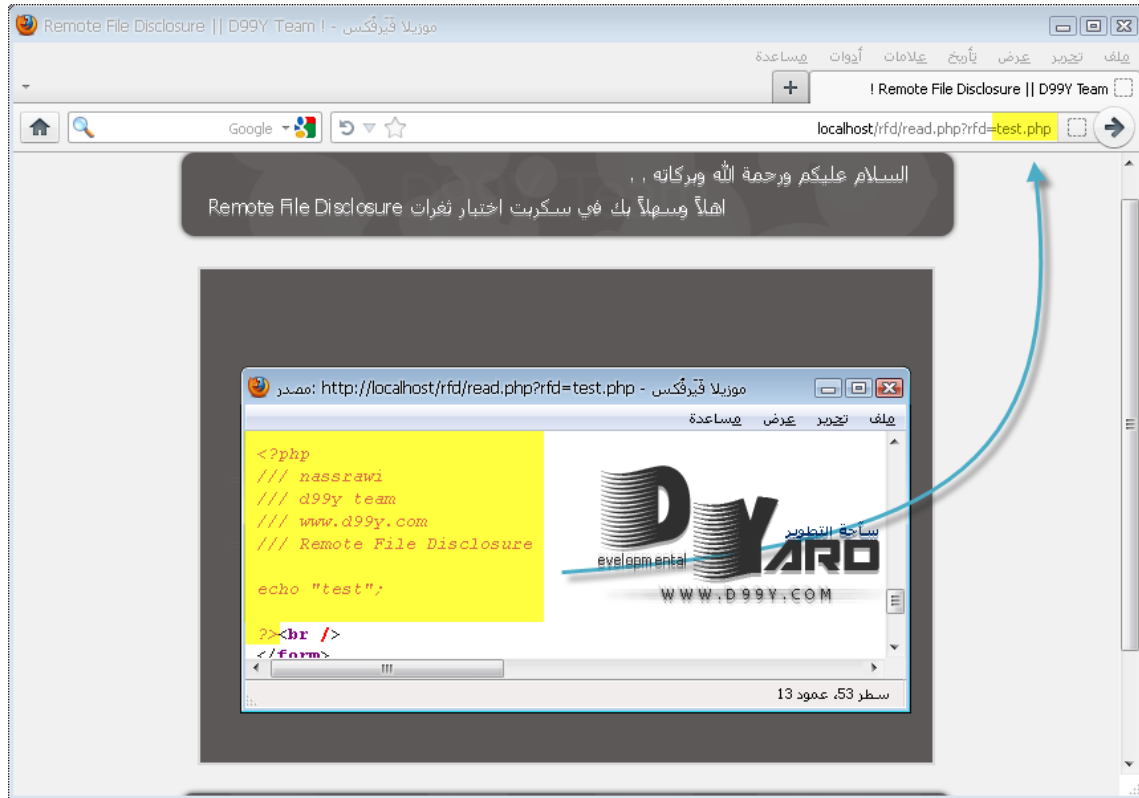 Remote File Disclosure || D99Y Team ! - موزيلا فَيَرفُكس
ملف تحرير عرض تأريخ علامات أدوات مساعدة
! Remote File Disclosure || D99Y Team
localhost/rfd/read.php?rfd=test.php
Google
السلام عليكم ورحمة الله وبركاته , ,
اهلاً وسهلاً بك في سكربت اختبار ثغرات Remote File Disclosure
مصدر: http://localhost/rfd/read.php?rfd=test.php - موزيلا فَيَرفُكس
ملف تحرير عرض مساعدة
<?php
/// nassrawi
/// d99y team
/// www.d99y.com
/// Remote File Disclosure
echo "test";
?><br />
</form>
DYARD
evelopmental
ساحة التطوير
WWW.D99Y.COM
سطر 53، عمود 13